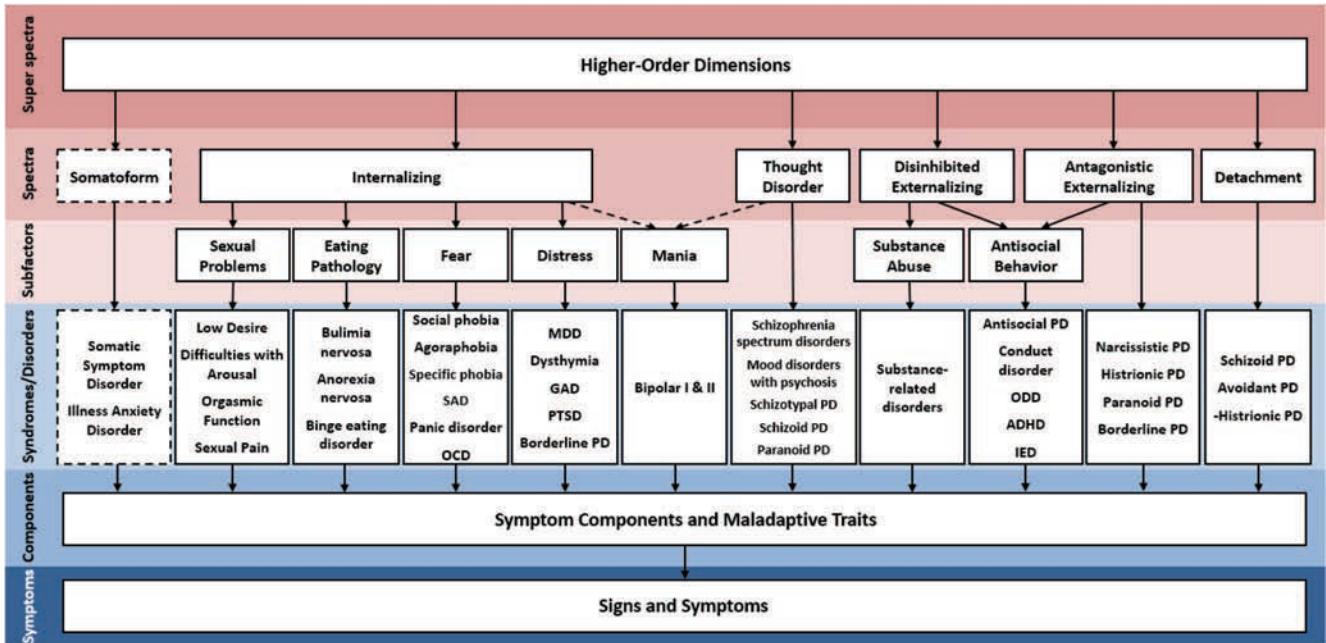 Super spectra
Higher-Order Dimensions
Spectra
Somatoform
Internalizing
Thought
Disorder
Disinhibited
Externalizing
Antagonistic
Externalizing
Detachment
Subfactors
Sexual
Problems
Eating
Pathology
Fear
Distress
Mania
Substance
Abuse
Antisocial
Behavior
Syndromes/Disorders
Somatic
Symptom
Disorder
Illness Anxiety
Disorder
Low Desire
Difficulties with
Arousal
Orgasmic
Function
Sexual Pain
Bulimia
nervosa
Anorexia
nervosa
Binge eating
disorder
Social phobia
Agoraphobia
Specific phobia
SAD
Panic disorder
OCD
MDD
Dysthymia
GAD
PTSD
Borderline PD
Bipolar I & II
Schizophrenia
spectrum disorders
Mood disorders
with psychosis
Schizotypal PD
Schizoid PD
Paranoid PD
Substance-
related
disorders
Antisocial PD
Conduct
disorder
ODD
ADHD
IED
Narcissistic PD
Histrionic PD
Paranoid PD
Borderline PD
Schizoid PD
Avoidant PD
-Histrionic PD
Components
Symptom Components and Maladaptive Traits
Symptoms
Signs and Symptoms